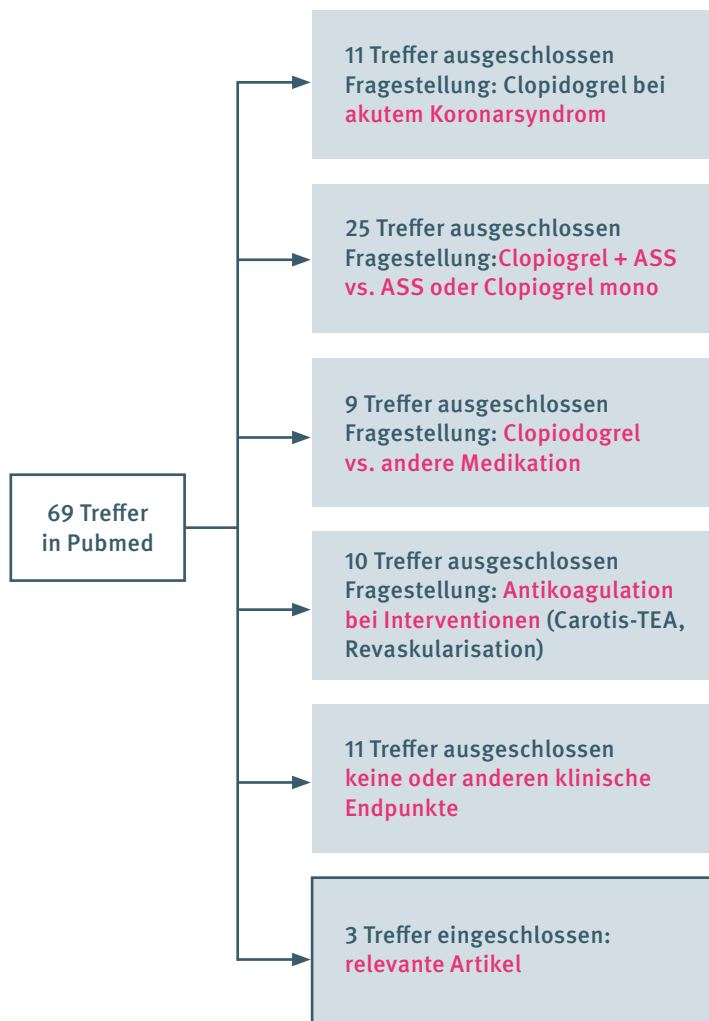 11 Treffer ausgeschlossen
Fragestellung: Clopidogrel bei
akutem Koronarsyndrom
25 Treffer ausgeschlossen
Fragestellung:Clopiogrel + ASS
vs. ASS oder Clopiogrel mono
9 Treffer ausgeschlossen
Fragestellung: Clopiodogrel
vs. andere Medikation
69 Treffer
in Pubmed
10 Treffer ausgeschlossen
Fragestellung: Antikoagulation
bei Interventionen (Carotis-TEA,
Revaskularisation)
11 Treffer ausgeschlossen
keine oder anderen klinische
Endpunkte
3 Treffer eingeschlossen:
relevante Artikel